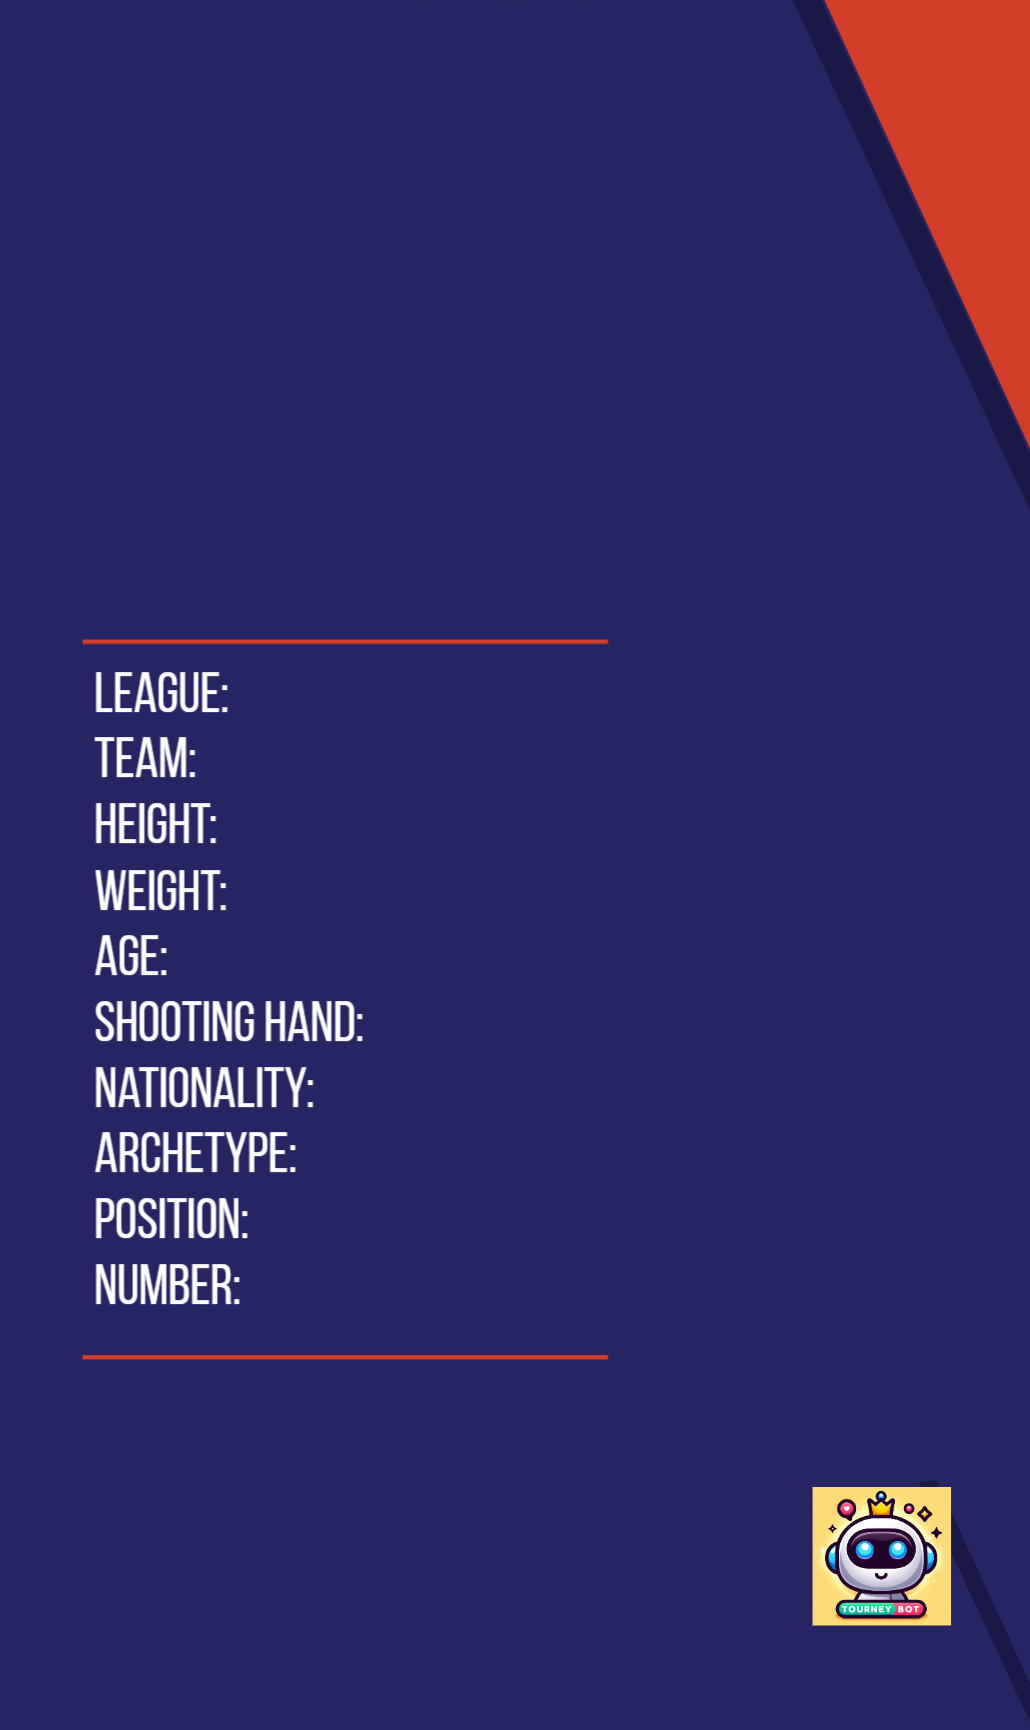 LEAGUE:
TEAM:
HEIGHT:
WEIGHT:
AGE:
SHOOTING HAND:
NATIONALITY:
ARCHETYPE:
POSITION:
NUMBER:
TOURNEY BOT